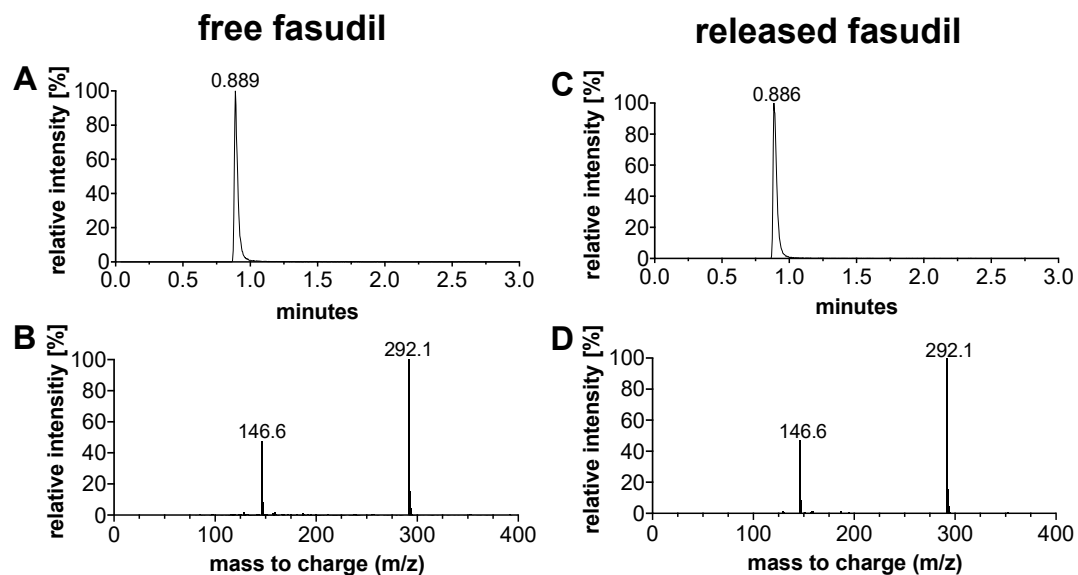 free fasudil
released fasudil
A
relative intensity [%]
0.889
100
80
60
40
20
0
0.0 0.5 1.0 1.5 2.0 2.5 3.0
minutes
C
relative intensity [%]
0.886
100
80
60
40
20
0
0.0 0.5 1.0 1.5 2.0 2.5 3.0
minutes
B
relative intensitiy [%]
292.1
146.6
100
80
60
40
20
0
0 100 200 300 400
mass to charge (m/z)
D
relative intensity [%]
292.1
146.6
100
80
60
40
20
0
0 100 200 300 400
mass to charge (m/z)